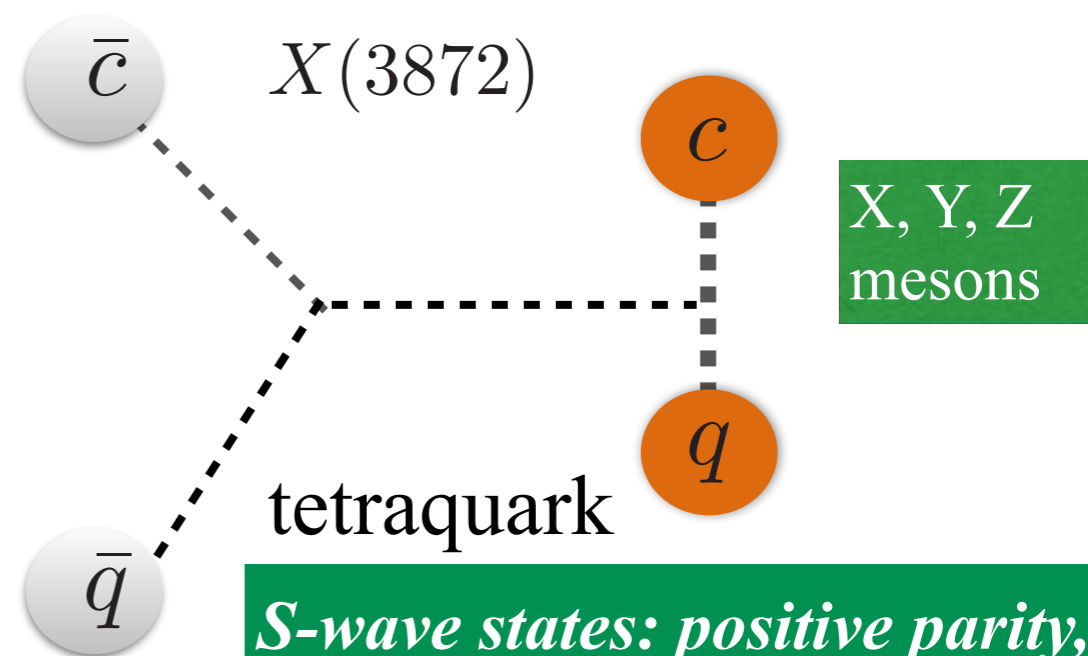 c̄
X(3872)
c
X, Y, Z
mesons
q
tetraquark
q̄
S-wave states: positive parity,